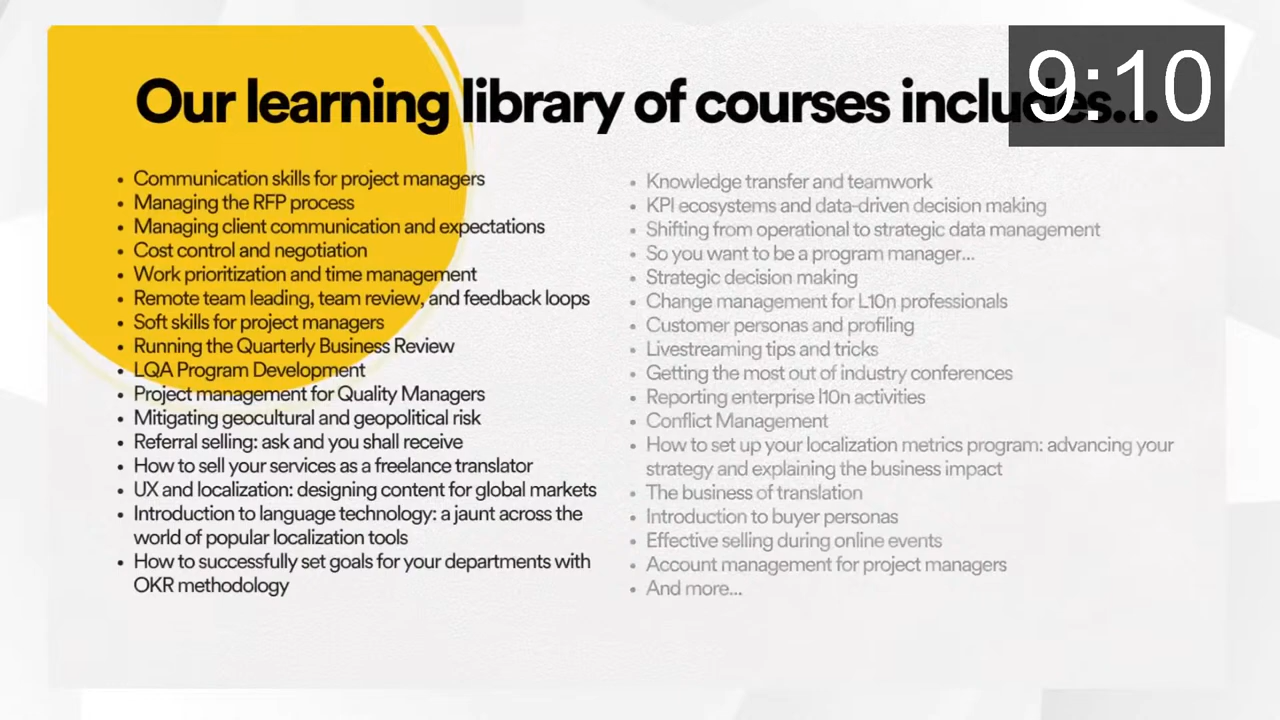 Our learning library of courses includes...
9:10
• Communication skills for project managers
• Managing the RFP process
• Managing client communication and expectations
• Cost control and negotiation
• Work prioritization and time management
• Remote team leading, team review, and feedback loops
• Soft skills for project managers
• Running the Quarterly Business Review
• LQA Program Development
• Project management for Quality Managers
• Mitigating geocultural and geopolitical risk
• Referral selling: ask and you shall receive
• How to sell your services as a freelance translator
• UX and localization: designing content for global markets
• Introduction to language technology: a jaunt across the
world of popular localization tools
• How to successfully set goals for your departments with
OKR methodology
• Knowledge transfer and teamwork
• KPI ecosystems and data-driven decision making
• Shifting from operational to strategic data management
• So you want to be a program manager...
• Strategic decision making
• Change management for L10n professionals
• Customer personas and profiling
• Livestreaming tips and tricks
• Getting the most out of industry conferences
• Reporting enterprise l10n activities
• Conflict Management
• How to set up your localization metrics program: advancing your
strategy and explaining the business impact
• The business of translation
• Introduction to buyer personas
• Effective selling during online events
• Account management for project managers
• And more...